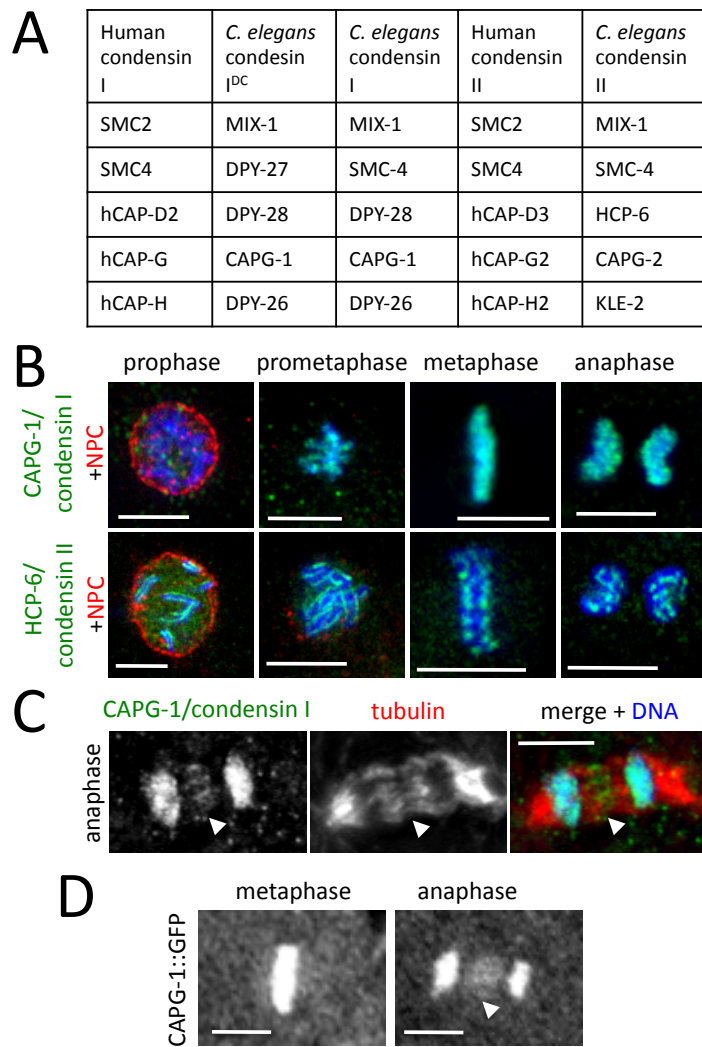 A
Human condensin I | C. elegans condesin I^DC | C. elegans condensin I | Human condensin II | C. elegans condensin II
SMC2 | MIX-1 | MIX-1 | SMC2 | MIX-1
SMC4 | DPY-27 | SMC-4 | SMC4 | SMC-4
hCAP-D2 | DPY-28 | DPY-28 | hCAP-D3 | HCP-6
hCAP-G | CAPG-1 | CAPG-1 | hCAP-G2 | CAPG-2
hCAP-H | DPY-26 | DPY-26 | hCAP-H2 | KLE-2
B
prophase prometaphase metaphase anaphase
CAPG-1/
condensin I
+NPC
HCP-6/
condensin II
+NPC
C
CAPG-1/condensin I tubulin merge + DNA
anaphase
D
metaphase anaphase
CAPG-1::GFP